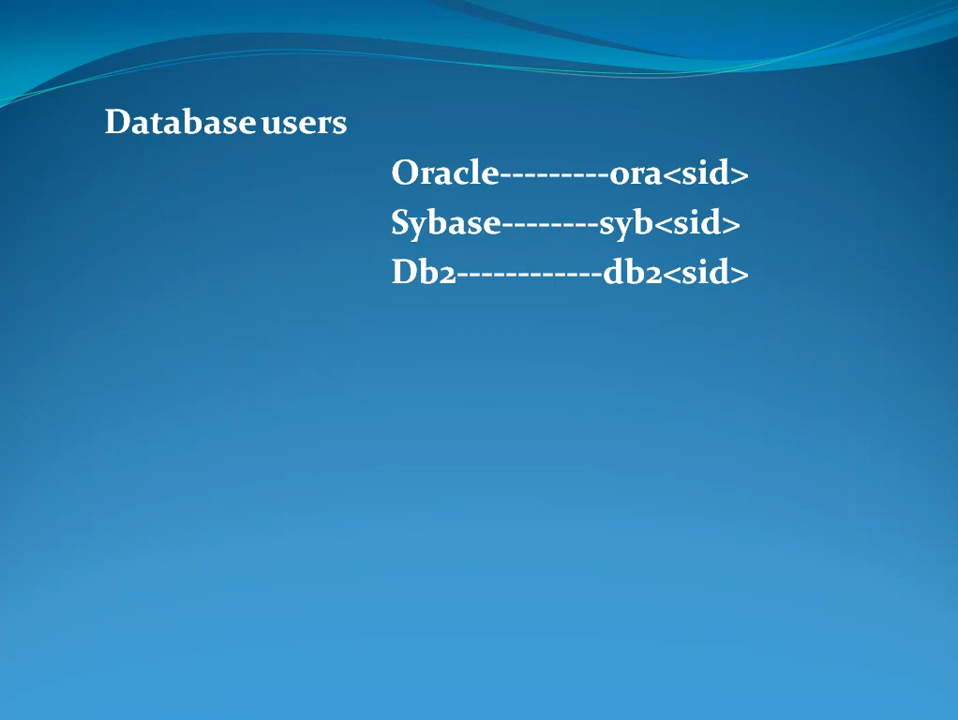 Database users
Oracle---------ora<sid>
Sybase--------syb<sid>
Db2------------db2<sid>